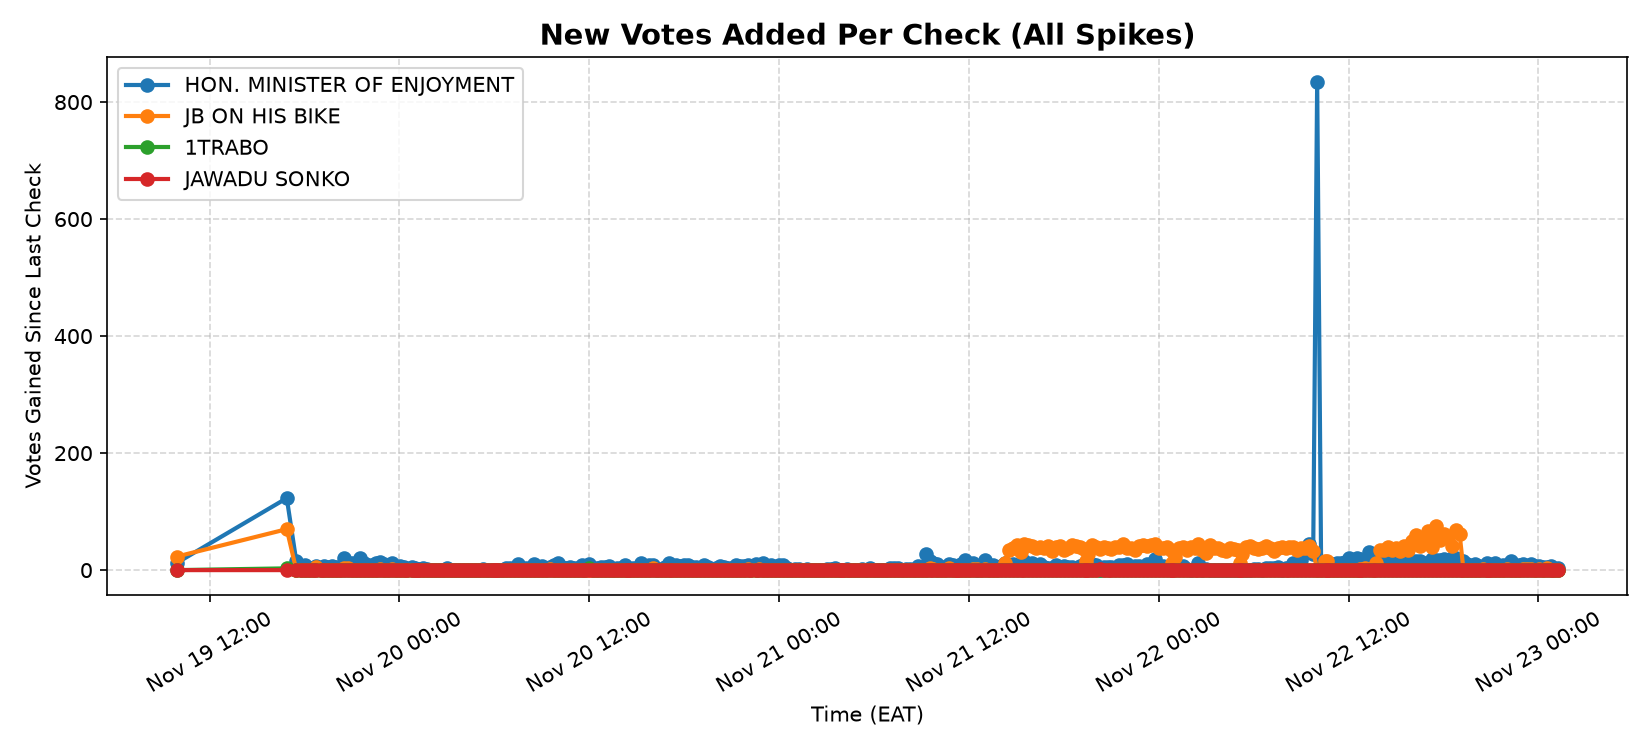 New Votes Added Per Check (All Spikes)
HON. MINISTER OF ENJOYMENT
JB ON HIS BIKE
1TRABO
JAWADU SONKO
Votes Gained Since Last Check
800
600
400
200
0
Nov 19 12:00
Nov 20 00:00
Nov 20 12:00
Nov 21 00:00
Nov 21 12:00
Nov 22 00:00
Nov 22 12:00
Nov 23 00:00
Time (EAT)